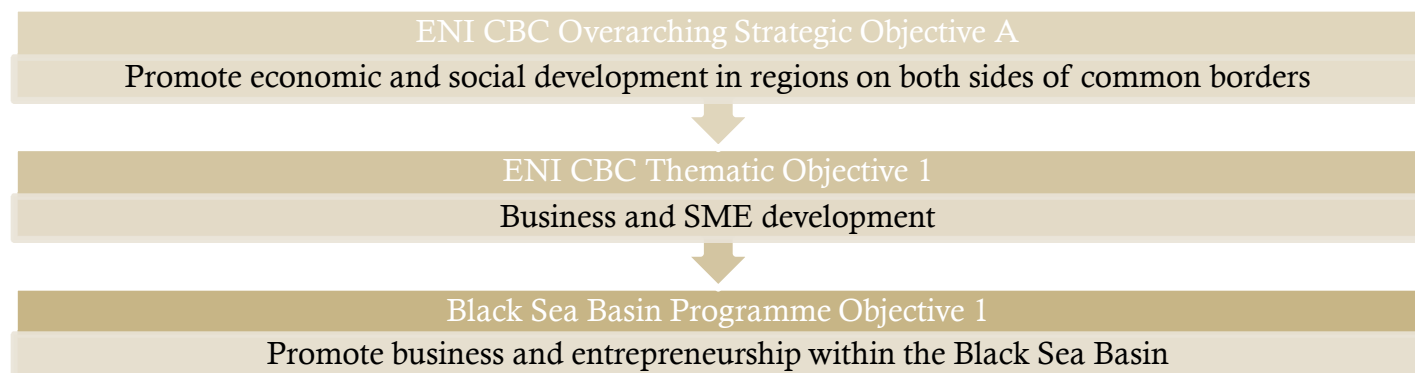 ENI CBC Overarching Strategic Objective A
Promote economic and social development in regions on both sides of common borders
ENI CBC Thematic Objective 1
Business and SME development
Black Sea Basin Programme Objective 1
Promote business and entrepreneurship within the Black Sea Basin